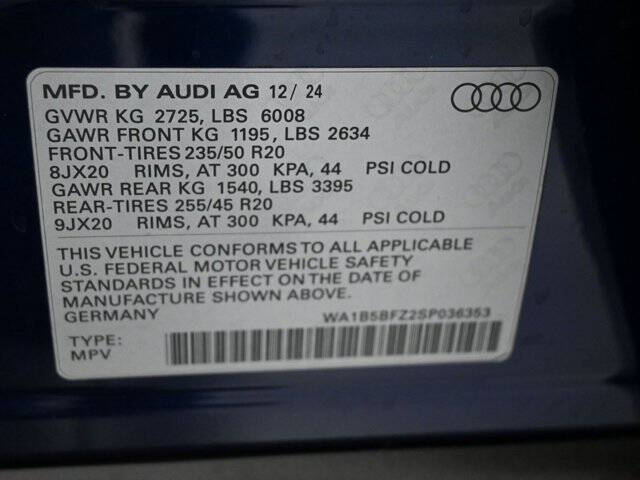 MFD. BY AUDI AG 12/ 24
GVWR KG 2725, LBS 6008
GAWR FRONT KG 1195, LBS 2634
FRONT-TIRES 235/50 R20
8JX20 RIMS, AT 300 KPA, 44 PSI COLD
GAWR REAR KG 1540, LBS 3395
REAR-TIRES 255/45 R20
9JX20 RIMS, AT 300 KPA, 44 PSI COLD
THIS VEHICLE CONFORMS TO ALL APPLICABLE
U.S. FEDERAL MOTOR VEHICLE SAFETY
STANDARDS IN EFFECT ON THE DATE OF
MANUFACTURE SHOWN ABOVE.
GERMANY
WA1B5BFZ2SP036353
TYPE:
MPV